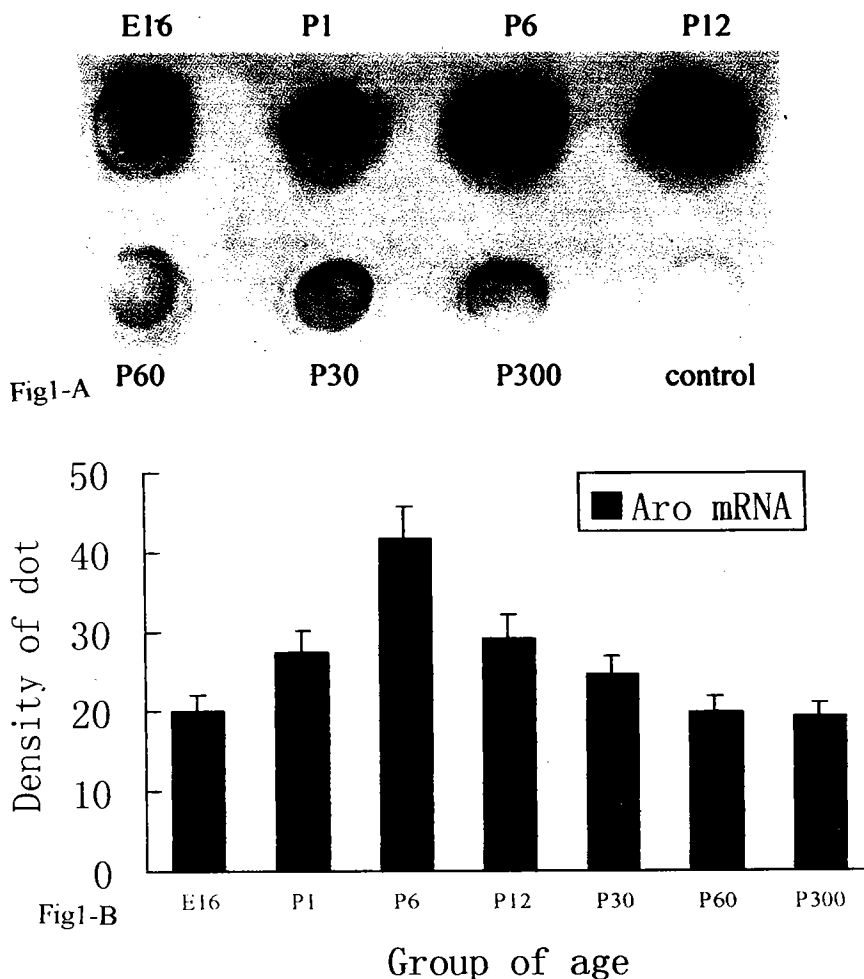 E16 P1 P6 P12
Fig1-A P60 P30 P300 control
50
Aro mRNA
40
30
20
10
0
Density of dot
Fig1-B E16 P1 P6 P12 P30 P60 P300
Group of age